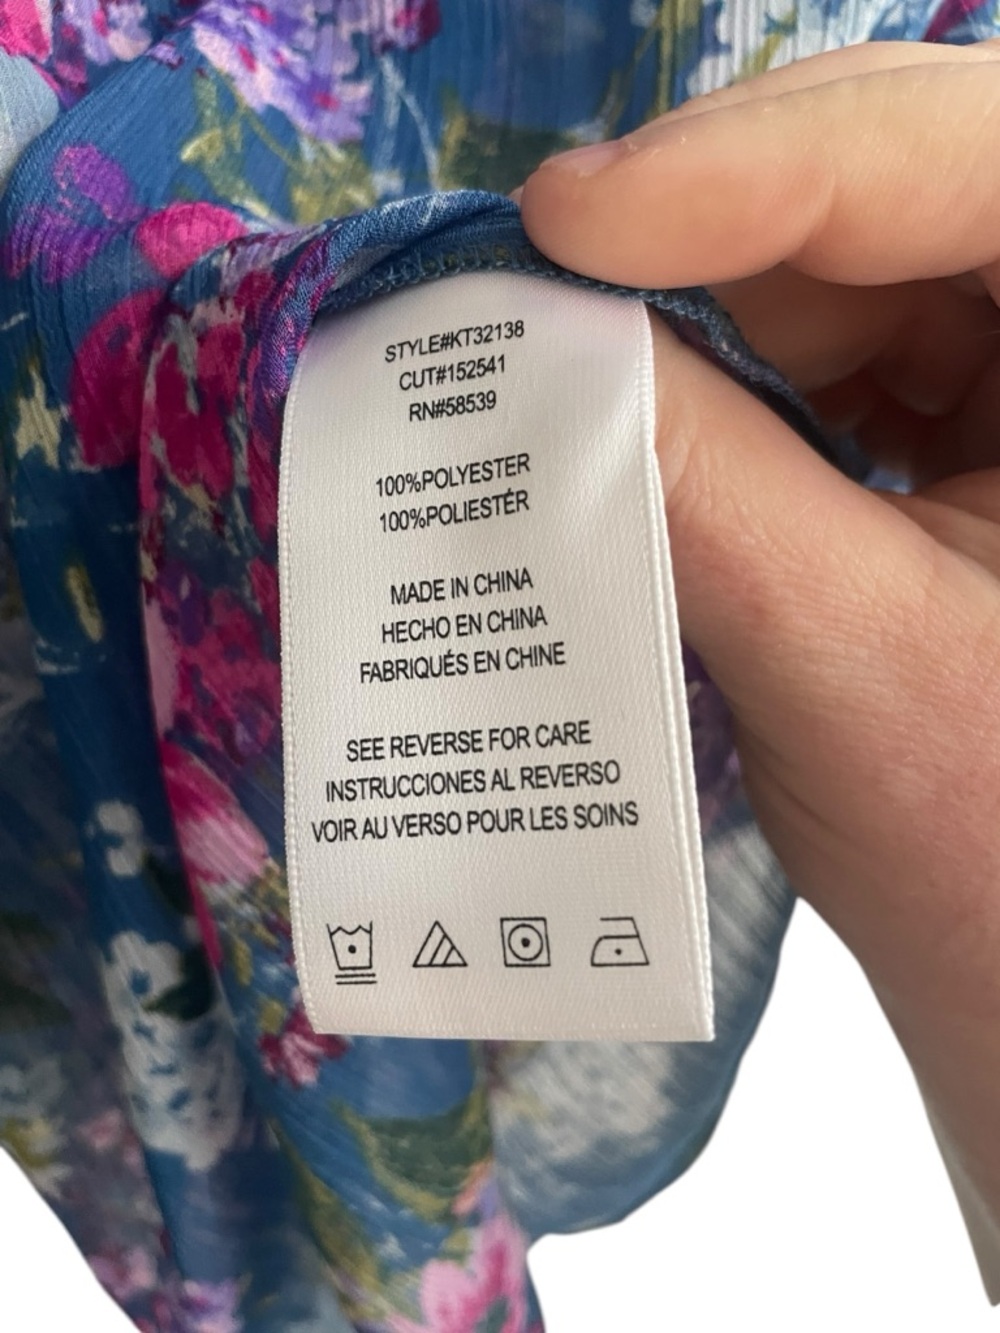 STYLE#KT32138
CUT#152541
RN#58539
100%POLYESTER
100%POLIESTÉR
MADE IN CHINA
HECHO EN CHINA
FABRIQUÉS EN CHINE
SEE REVERSE FOR CARE
INSTRUCCIONES AL REVERSO
VOIR AU VERSO POUR LES SOINS